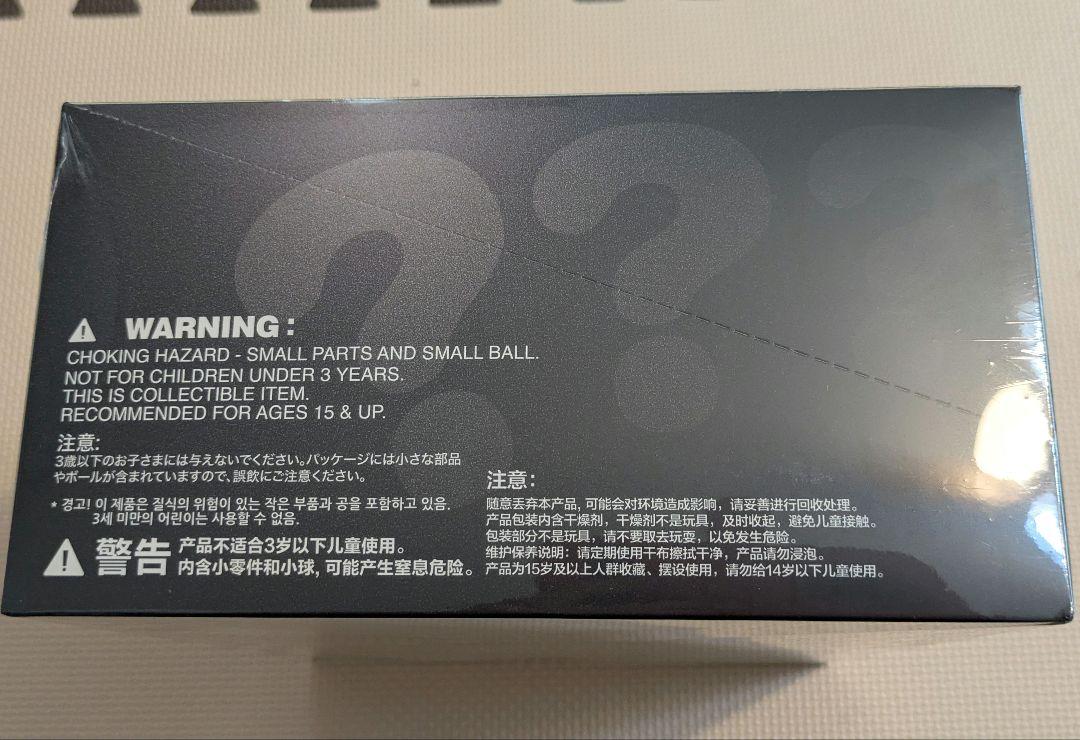 WARNING:
CHOKING HAZARD - SMALL PARTS AND SMALL BALL.
NOT FOR CHILDREN UNDER 3 YEARS.
THIS IS COLLECTIBLE ITEM.
RECOMMENDED FOR AGES 15 & UP.
注意:
3歳以下のお子さまには与えないでください。パッケージには小さな部品
やボールが含まれていますので、誤飲にご注意ください。
* 경고! 이 제품은 질식의 위험이 있는 작은 부품과 공을 포함하고 있음.
3세 미만의 어린이는 사용할 수 없음.
警告 产品不适合3岁以下儿童使用。
内含小零件和小球, 可能产生窒息危险。
注意:
随意丢弃本产品, 可能会对环境造成影响，请妥善进行回收处理。
产品包装内含干燥剂，干燥剂不是玩具，及时收起，避免儿童接触。
包装部分不是玩具，请不要取去玩耍，以免发生危险。
维护保养说明：请定期使用干布擦拭干净，产品请勿浸泡。
产品为15岁及以上人群收藏、摆设使用，请勿给14岁以下儿童使用。